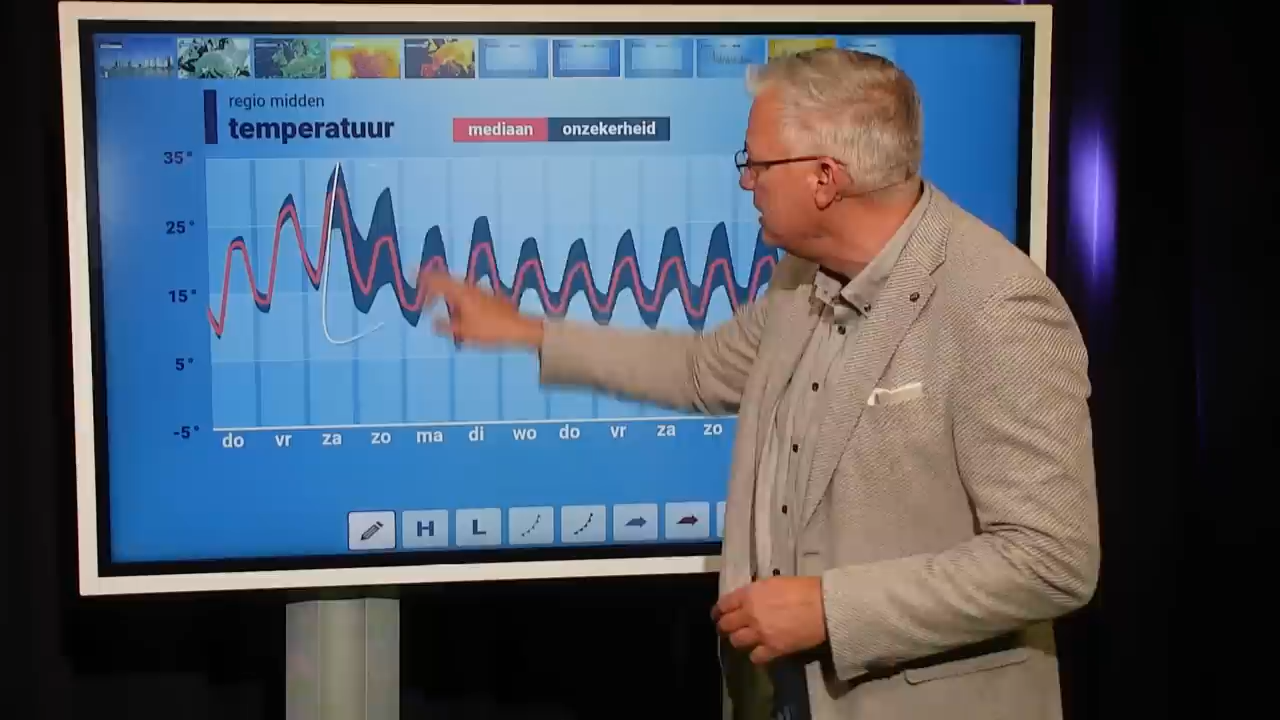 regio midden
temperatuur
mediaan onzekerheid
35°
25°
15°
5°
-5°
do vr za zo ma di wo do vr za zo
H L